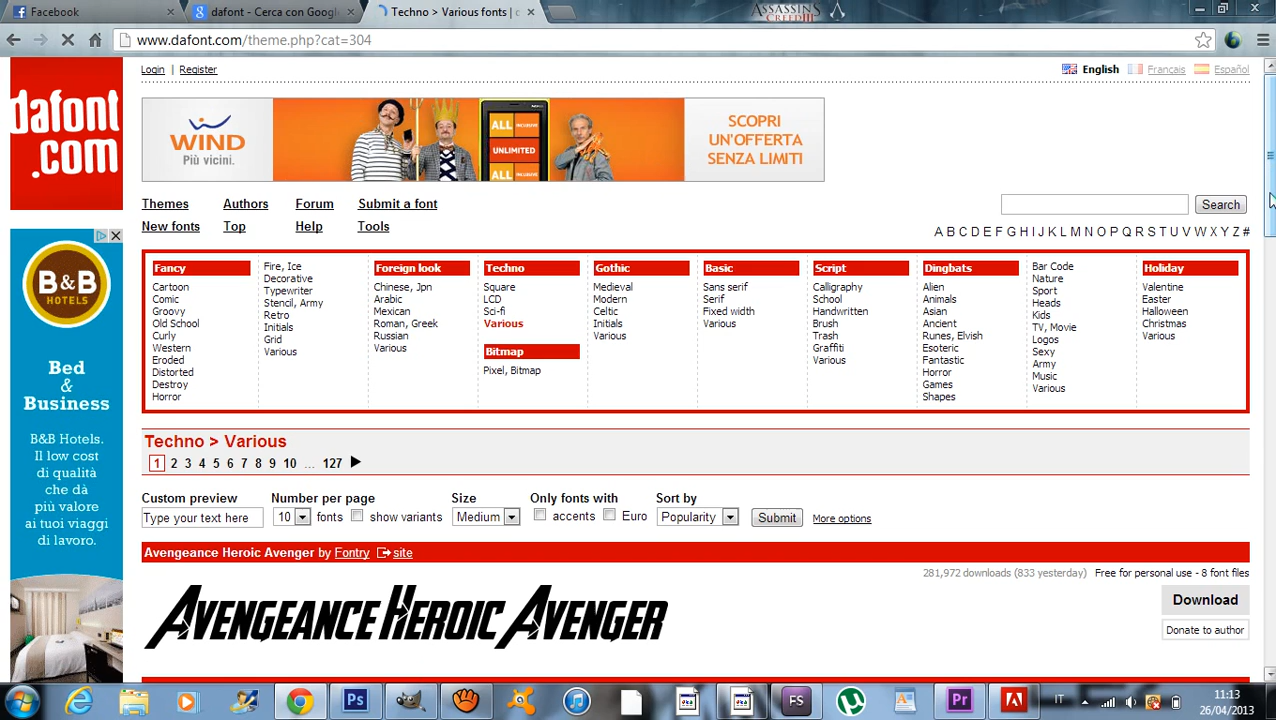 Facebook
dafont - Cerca con Googl
Techno > Various fonts | 
ASSASSINS
CREED III
www.dafont.com/theme.php?cat=304
dafont
.com
Login | Register
English Français Español
WIND
Più vicini.
ALL INCLUSIVE
UNLIMITED
ALL INCLUSIVE
SCOPRI
UN'OFFERTA
SENZA LIMITI
Themes Authors Forum Submit a font
New fonts Top Help Tools
Search
A B C D E F G H I J K L M N O P Q R S T U V W X Y Z #
Fancy
Cartoon
Comic
Groovy
Old School
Curly
Western
Eroded
Distorted
Destroy
Horror
Fire, Ice
Decorative
Typewriter
Stencil, Army
Retro
Initials
Grid
Various
Foreign look
Chinese, Jpn
Arabic
Mexican
Roman, Greek
Russian
Various
Techno
Square
LCD
Sci-fi
Various
Bitmap
Pixel, Bitmap
Gothic
Medieval
Modern
Celtic
Initials
Various
Basic
Sans serif
Serif
Fixed width
Various
Script
Calligraphy
School
Handwritten
Brush
Trash
Graffiti
Various
Dingbats
Alien
Animals
Asian
Ancient
Runes, Elvish
Esoteric
Fantastic
Horror
Games
Shapes
Bar Code
Nature
Sport
Heads
Kids
TV, Movie
Logos
Sexy
Army
Music
Various
Holiday
Valentine
Easter
Halloween
Christmas
Various
B&B
HOTELS
Bed
&
Business
B&B Hotels.
Il low cost
di qualità
che dà
più valore
ai tuoi viaggi
di lavoro.
Techno > Various
1 2 3 4 5 6 7 8 9 10 ... 127
Custom preview Number per page Size Only fonts with Sort by
Type your text here 10 fonts show variants Medium accents Euro Popularity Submit More options
Avengeance Heroic Avenger by Fontry site
281,972 downloads (833 yesterday) Free for personal use - 8 font files
AVENGEANCE HEROIC AVENGER
Download
Donate to author
Ps
FS
Pr
IT
11:13
26/04/2013